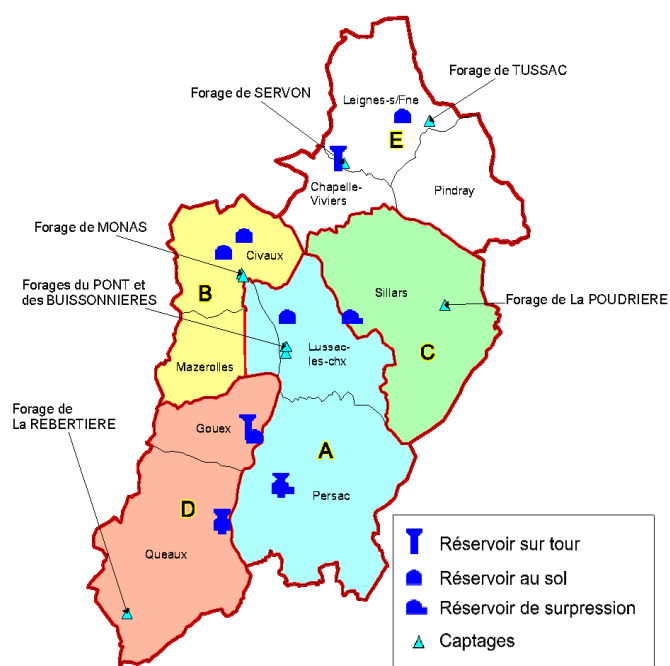 Forage de TUSSAC
Forage de SERVON
Leignes-s/Fne
E
Chapelle-
Viviers
Pindray
Forage de MONAS
Civaux
Forages du PONT et
des BUISSONNIERES
B
Sillars
Forage de La POUDRIERE
Lussac-
les-chx
C
Mazerolles
Forage de
La REBERTIERE
Gouex
A
Persac
D
Queaux
Réservoir sur tour
Réservoir au sol
Réservoir de surpression
Captages